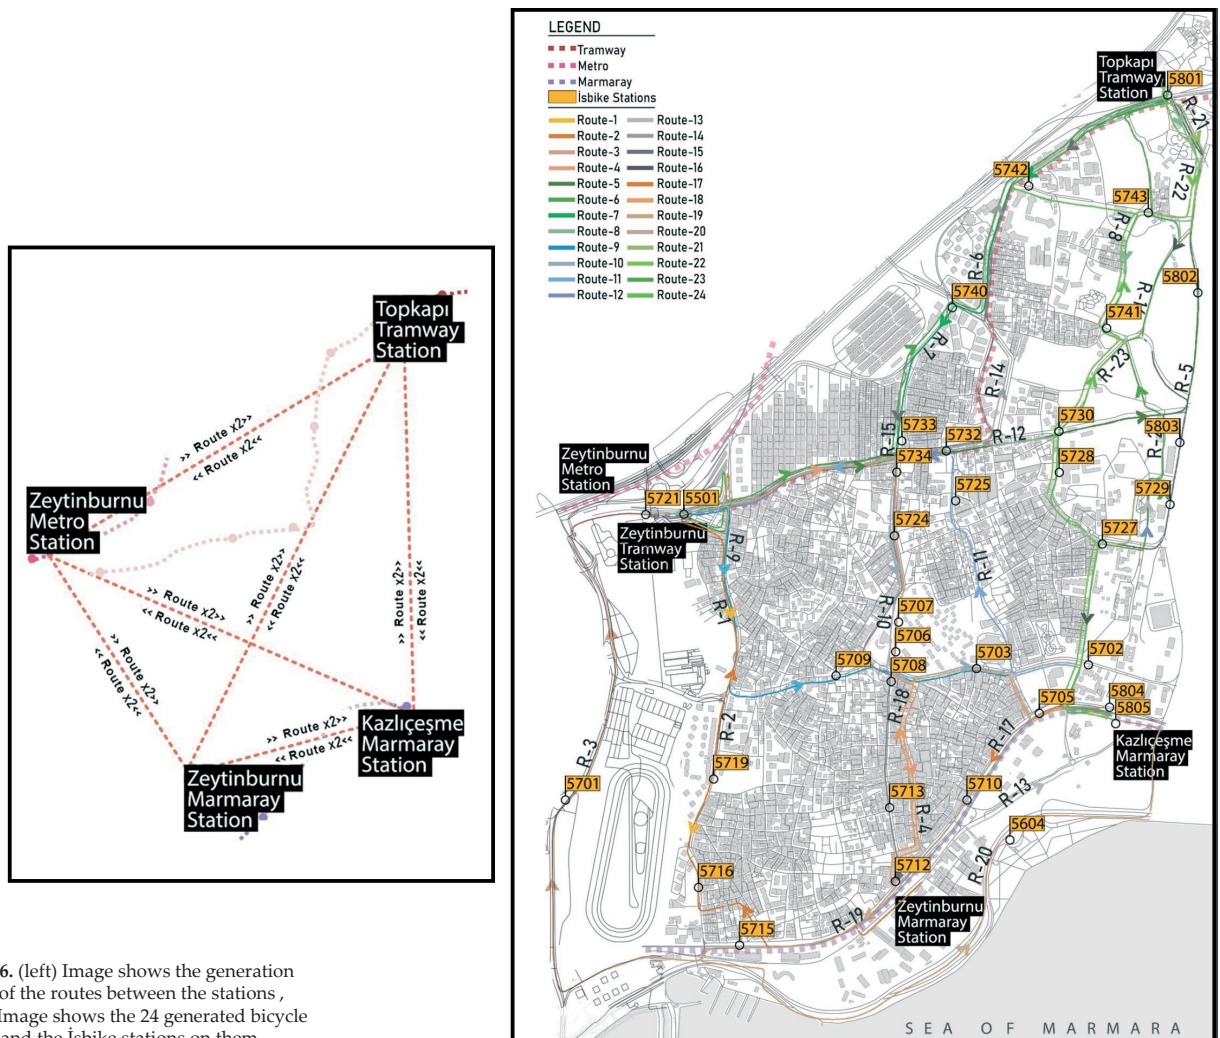 Topkapı
Tramway
Station
>> Route x2>>
<< Route x2<<
Zeytinburnu
Metro
Station
>> Route x2>>
<< Route x2<<
>> Route x2>>
<< Route x2<<
>> Route x2>>
<< Route x2<<
>> Route x2>>
<< Route x2<<
>> Route x2>>
<< Route x2<<
Kazlıçeşme
Marmaray
Station
Zeytinburnu
Marmaray
Station
6. (left) Image shows the generation
of the routes between the stations ,
Image shows the 24 generated bicycle
and the İsbike stations on them
LEGEND
Tramway
Metro
Marmaray
İsbike Stations
Route-1
Route-2
Route-3
Route-4
Route-5
Route-6
Route-7
Route-8
Route-9
Route-10
Route-11
Route-12
Route-13
Route-14
Route-15
Route-16
Route-17
Route-18
Route-19
Route-20
Route-21
Route-22
Route-23
Route-24
Topkapı
Tramway
Station
5801
R-21
5742
5743
R-22
R-8
R-6
5802
5740
5741
R-7
R-23
R-5
R-14
5730
5733
5732
R-12
5803
R-15
5734
5728
Zeytinburnu
Metro
Station
5721
5501
5725
5729
5724
5727
Zeytinburnu
Tramway
Station
R-9
R-11
R-1
5707
R-10
5706
5709
5708
5703
5702
R-18
5705
5804
5805
R-2
R-17
Kazlıçeşme
Marmaray
Station
R-3
5719
5701
5710
R-13
5713
R-4
5604
R-20
5716
5712
Zeytinburnu
Marmaray
Station
R-19
5715
SEA OF MARMARA